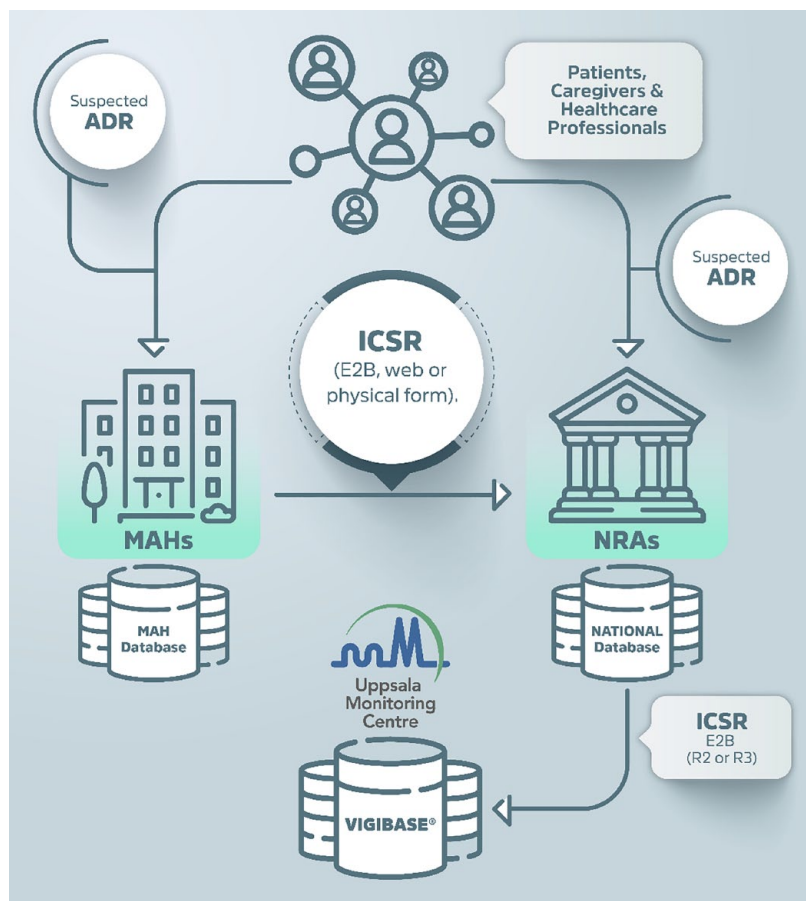 Suspected
ADR
Patients,
Caregivers &
Healthcare
Professionals
Suspected
ADR
ICSR
(E2B, web or
physical form).
MAHs
NRAs
MAH
Database
NATIONAL
Database
Uppsala
Monitoring
Centre
ICSR
E2B
(R2 or R3)
VIGIBASE®